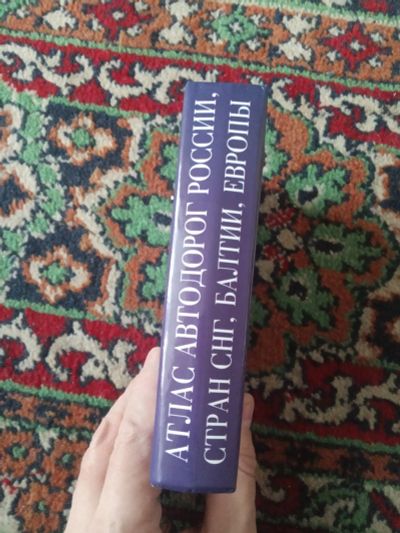 АТЛАС АВТОДОРОГ РОССИИ,
СТРАН СНГ, БАЛТИИ, ЕВРОПЫ